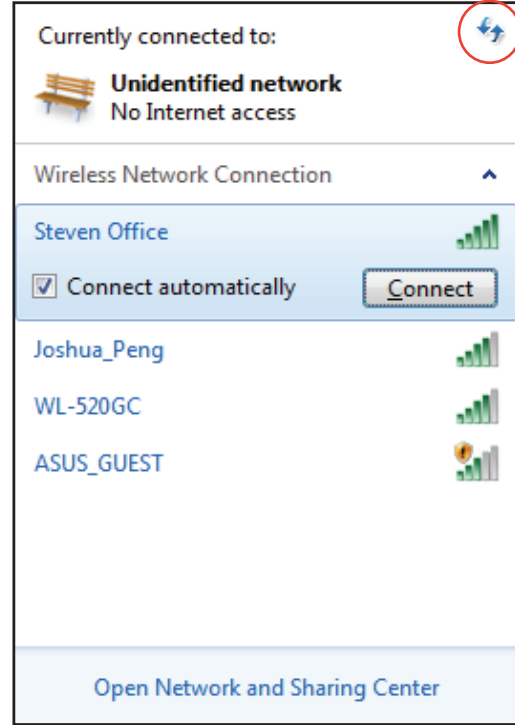 Currently connected to:
Unidentified network
No Internet access
Wireless Network Connection
Steven Office
Connect automatically
Connect
Joshua_Peng
WL-520GC
ASUS_GUEST
Open Network and Sharing Center